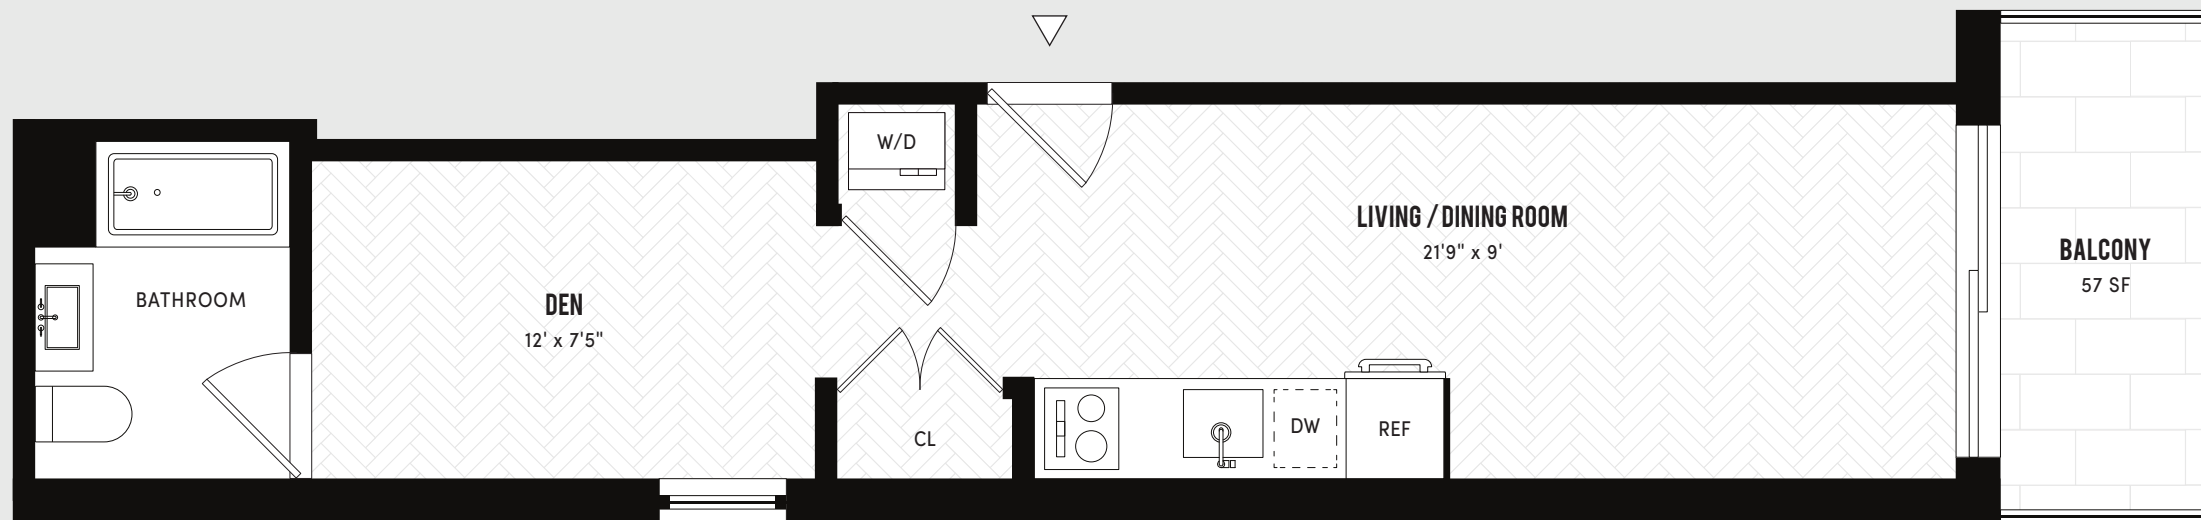 W/D
LIVING / DINING ROOM
21'9" x 9'
BALCONY
57 SF
BATHROOM
DEN
12' x 7'5"
CL
DW
REF